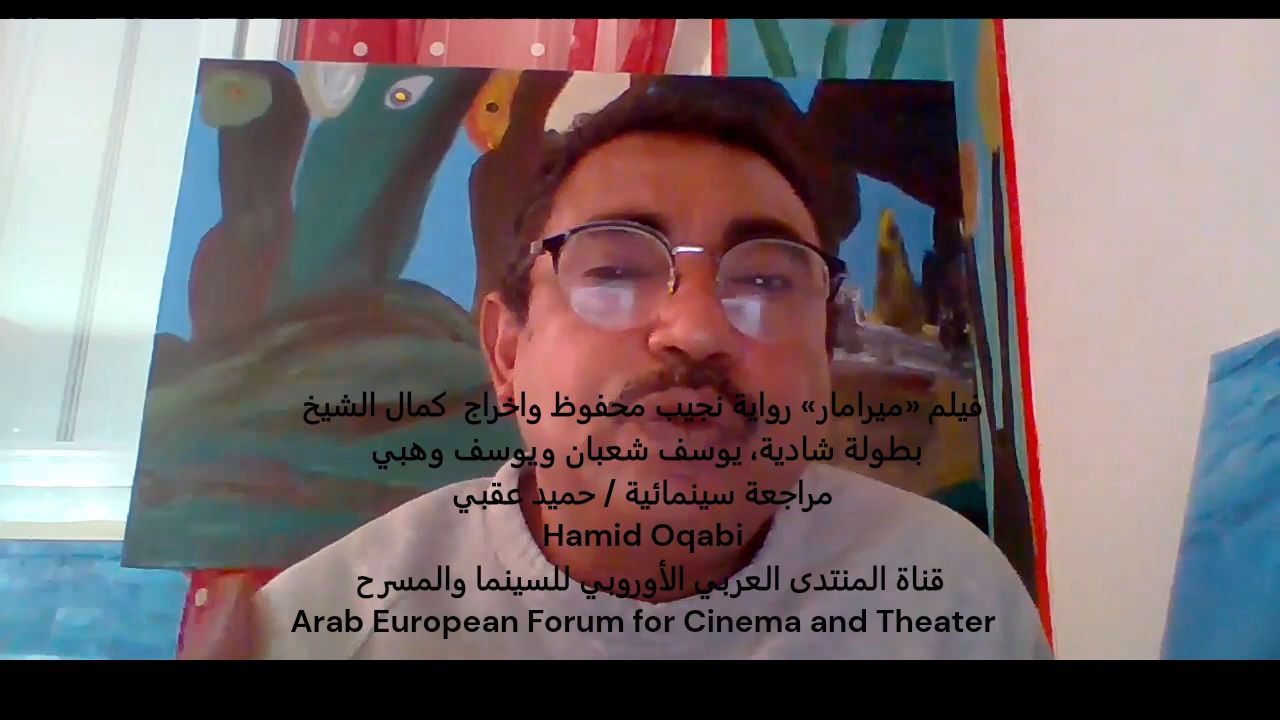 فيلم «ميرامار» رواية نجيب محفوظ واخراج كمال الشيخ
بطولة شادية، يوسف شعبان ويوسف وهبي
مراجعة سينمائية / حميد عقبي
Hamid Oqabi
قناة المنتدى العربي الأوروبي للسينما والمسرح
Arab European Forum for Cinema and Theater